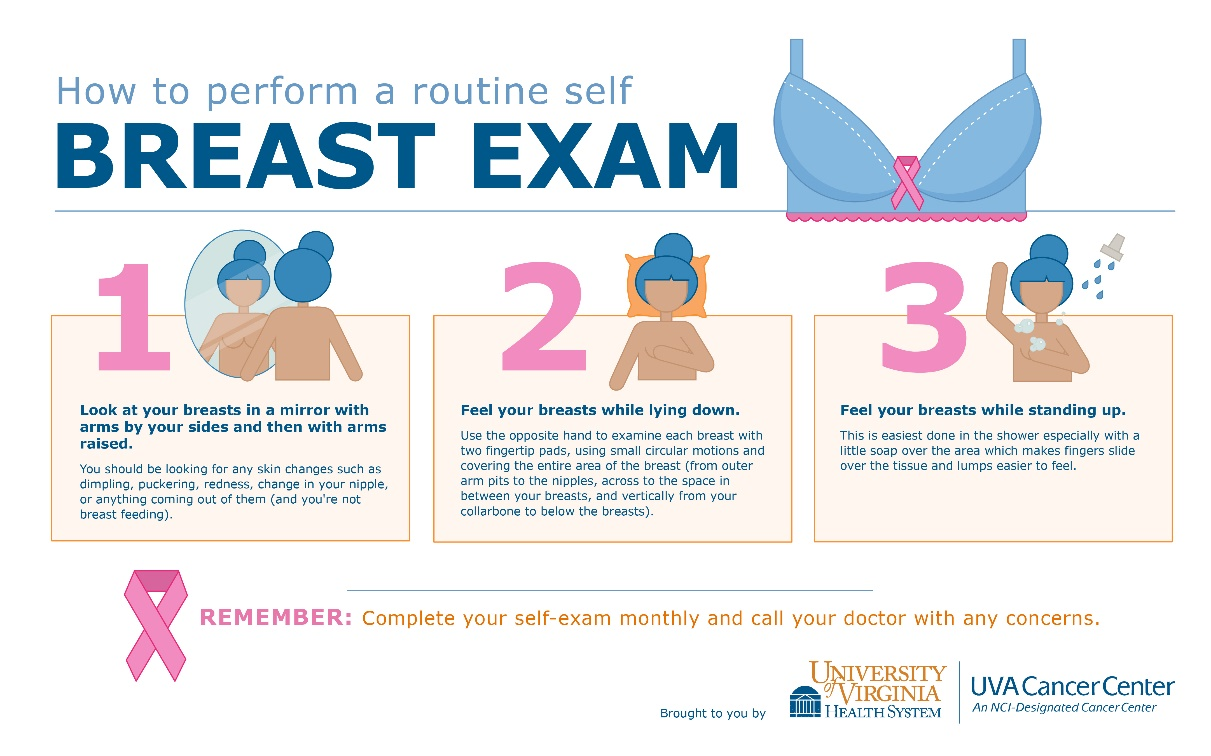 How to perform a routine self
BREAST EXAM
1
Look at your breasts in a mirror with
arms by your sides and then with arms
raised.
You should be looking for any skin changes such as
dimpling, puckering, redness, change in your nipple,
or anything coming out of them (and you're not
breast feeding).
2
Feel your breasts while lying down.
Use the opposite hand to examine each breast with
two fingertip pads, using small circular motions and
covering the entire area of the breast (from outer
arm pits to the nipples, across to the space in
between your breasts, and vertically from your
collarbone to below the breasts).
3
Feel your breasts while standing up.
This is easiest done in the shower especially with a
little soap over the area which makes fingers slide
over the tissue and lumps easier to feel.
REMEMBER: Complete your self-exam monthly and call your doctor with any concerns.
Brought to you by
UNIVERSITY
of VIRGINIA
HEALTH SYSTEM
UVA Cancer Center
An NCI-Designated Cancer Center